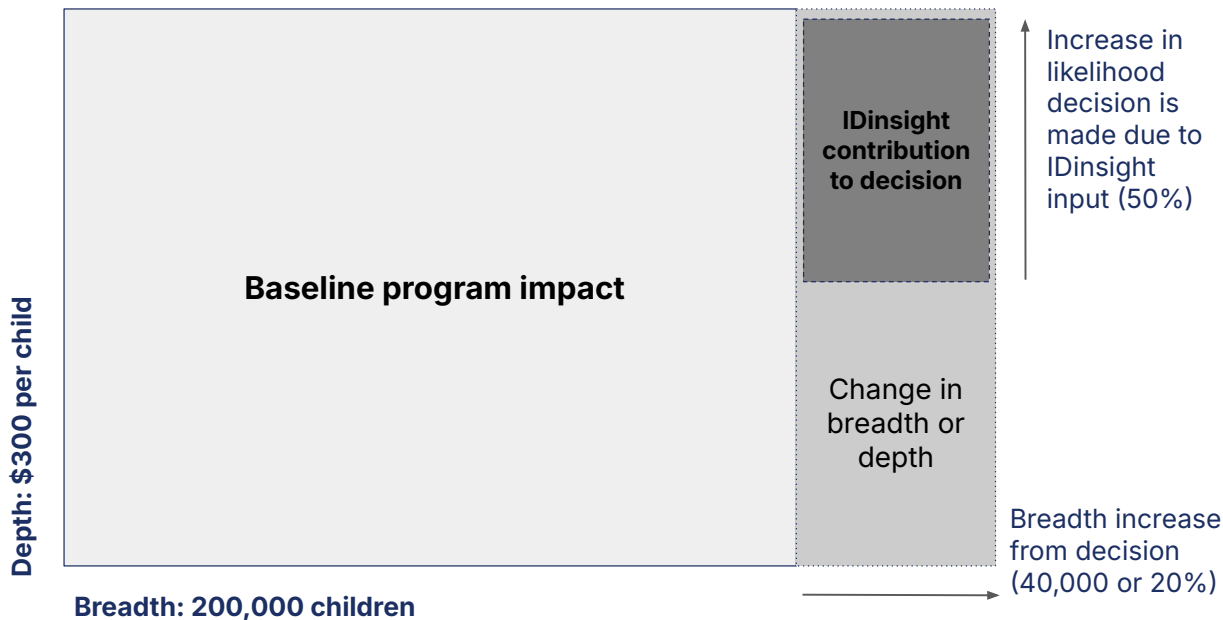 Depth: $300 per child
Baseline program impact
IDinsight
contribution
to decision
Change in
breadth or
depth
Increase in
likelihood
decision is
made due to
IDinsight
input (50%)
Breadth increase
from decision
(40,000 or 20%)
Breadth: 200,000 children